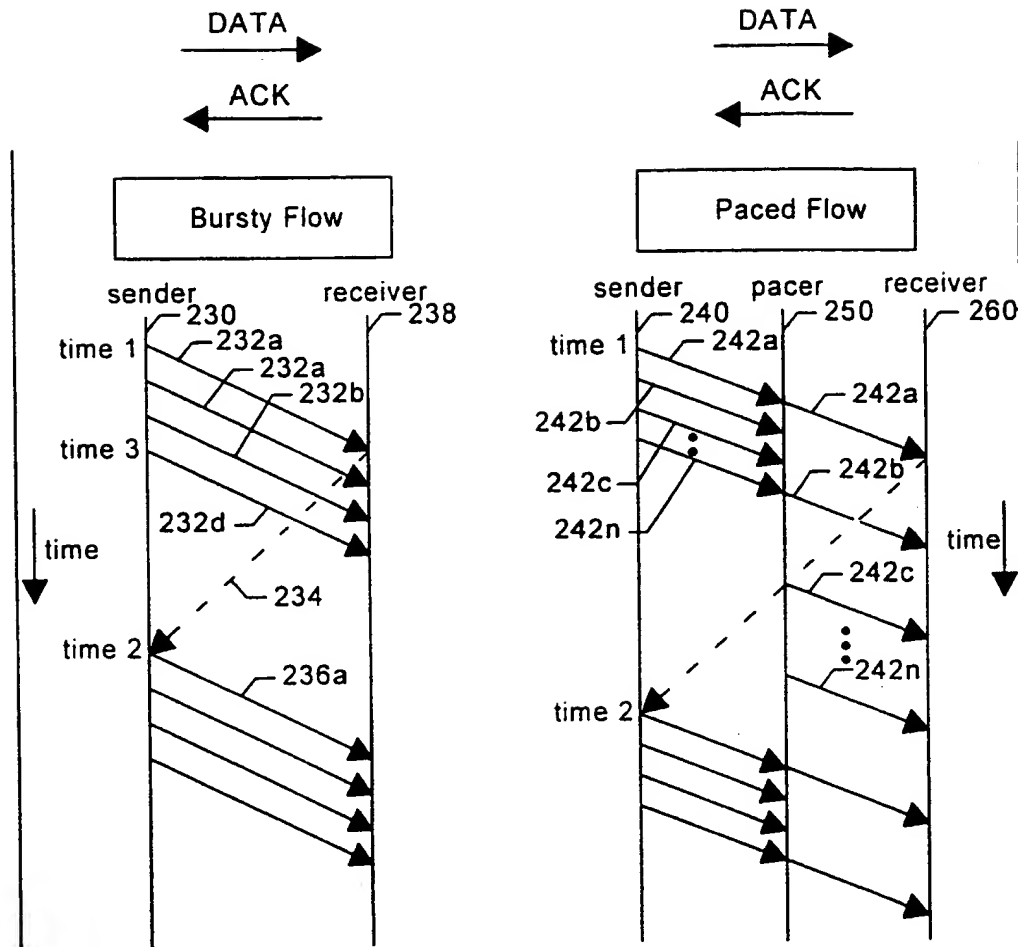 DATA
ACK
Bursty Flow
sender
receiver
230
238
time 1
232a
232a
232b
time 3
232d
time
234
time 2
236a
DATA
ACK
Paced Flow
sender
pacer
receiver
240
250
260
time 1
242a
242a
242b
242c
242b
242n
time
242c
242n
time 2